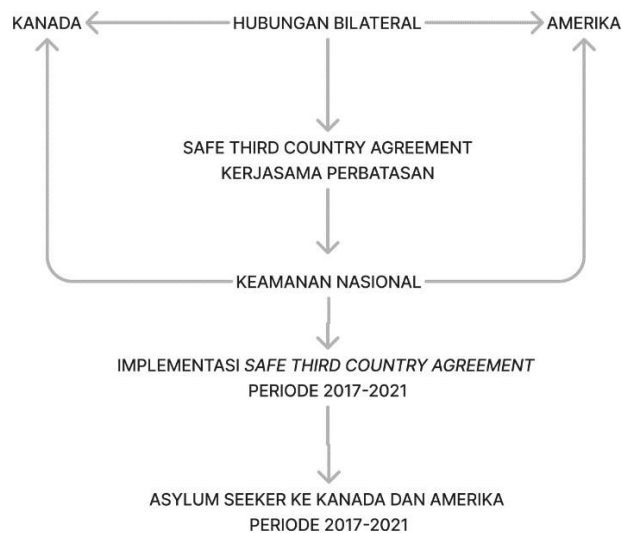 KANADA HUBUNGAN BILATERAL AMERIKA
SAFE THIRD COUNTRY AGREEMENT
KERJASAMA PERBATASAN
KEAMANAN NASIONAL
IMPLEMENTASI SAFE THIRD COUNTRY AGREEMENT
PERIODE 2017-2021
ASYLUM SEEKER KE KANADA DAN AMERIKA
PERIODE 2017-2021